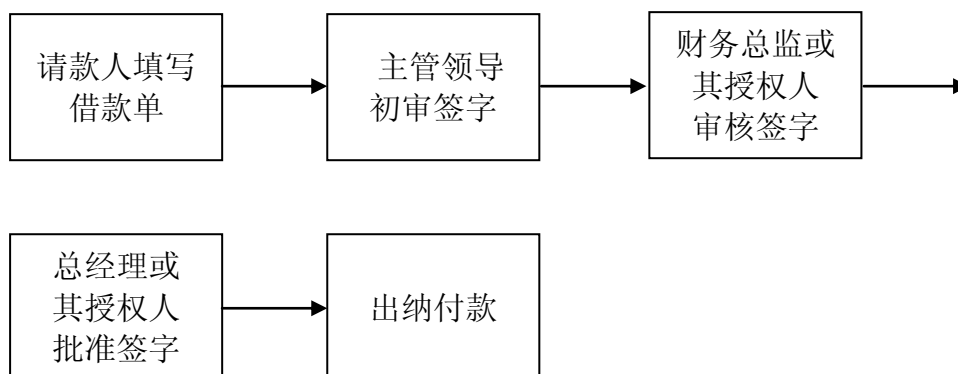 请款人填写
借款单
主管领导
初审签字
财务总监或
其授权人
审核签字
总经理或
其授权人
批准签字
出纳付款